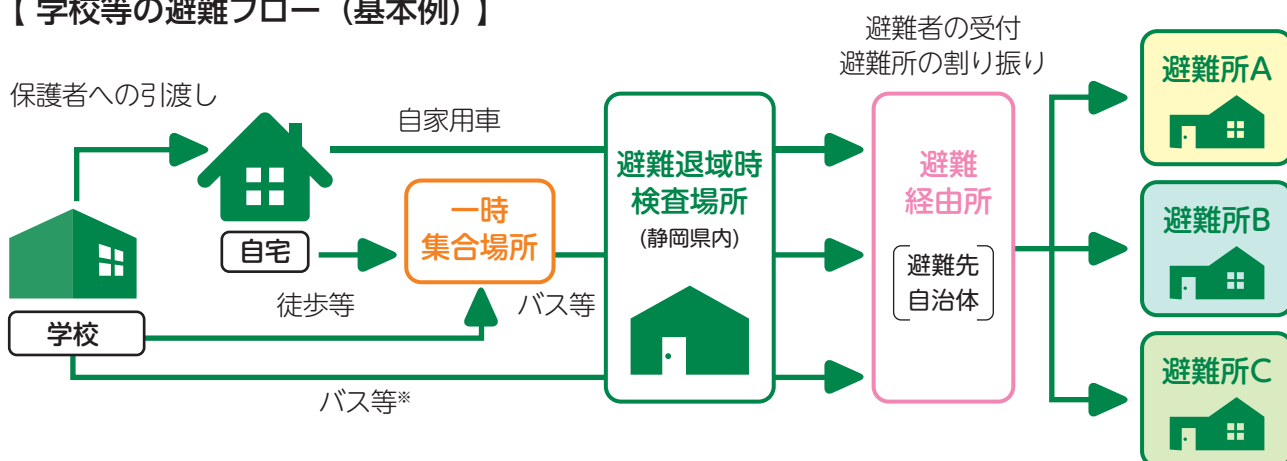 【 学校等の避難フロー（基本例）】
避難者の受付
避難所の割り振り
保護者への引渡し
自家用車
避難所A
避難退域時
検査場所
(静岡県内)
避難
経由所
一時
集合場所
避難所B
自宅
避難先
自治体
徒歩等
バス等
学校
避難所C
バス等※